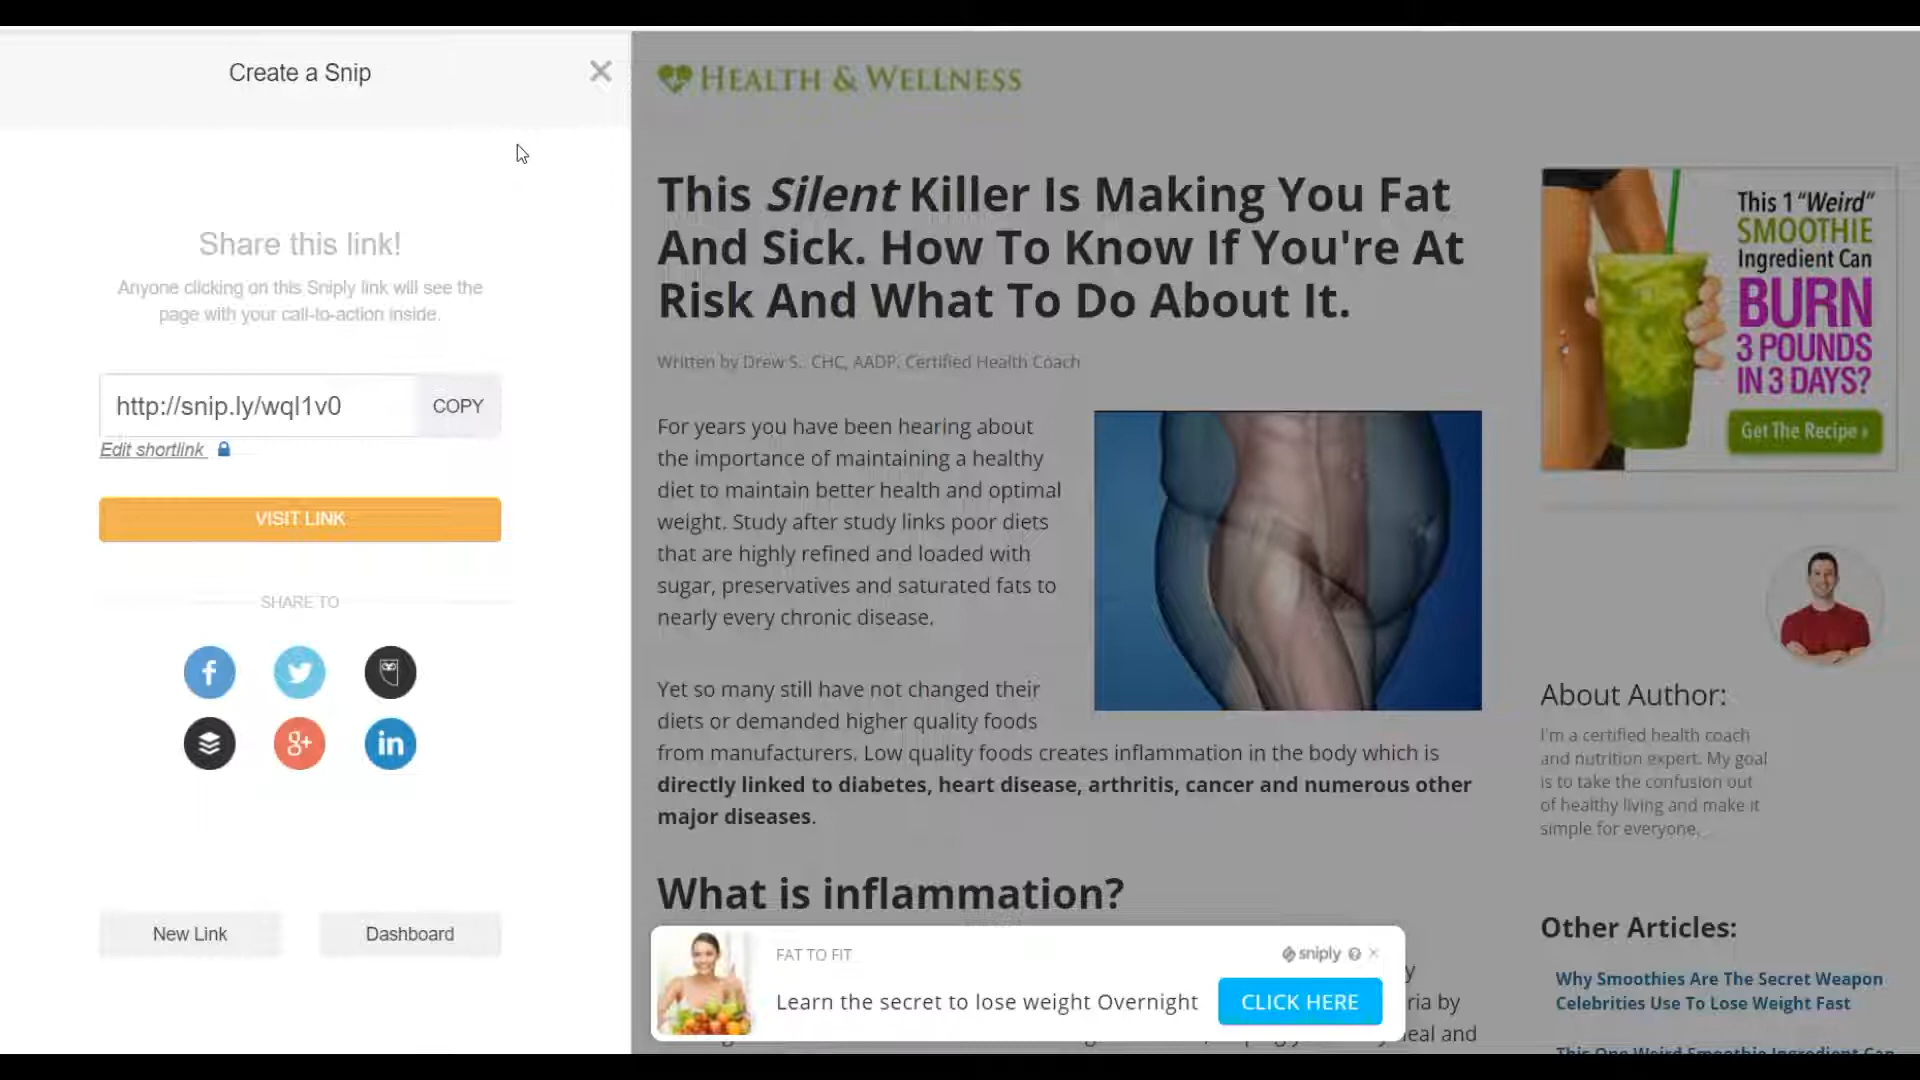 Create a Snip
Share this link!
Anyone clicking on this Sniply link will see the
page with your call-to-action inside.
http://snip.ly/wql1v0
COPY
Edit shortlink
VISIT LINK
SHARE TO
New Link
Dashboard
HEALTH & WELLNESS
This Silent Killer Is Making You Fat
And Sick. How To Know If You're At
Risk And What To Do About It.
Written by Drew S.. CHC, AADP. Certified Health Coach
For years you have been hearing about
the importance of maintaining a healthy
diet to maintain better health and optimal
weight. Study after study links poor diets
that are highly refined and loaded with
sugar, preservatives and saturated fats to
nearly every chronic disease.
Yet so many still have not changed their
diets or demanded higher quality foods
from manufacturers. Low quality foods creates inflammation in the body which is
directly linked to diabetes, heart disease, arthritis, cancer and numerous other
major diseases.
What is inflammation?
FAT TO FIT
sniply
Learn the secret to lose weight Overnight
CLICK HERE
This 1 "Weird"
SMOOTHIE
Ingredient Can
BURN
3 POUNDS
IN 3 DAYS?
Get The Recipe »
About Author:
I'm a certified health coach
and nutrition expert. My goal
is to take the confusion out
of healthy living and make it
simple for everyone.
Other Articles:
Why Smoothies Are The Secret Weapon
Celebrities Use To Lose Weight Fast
This One Weird Smoothie Ingredient Can